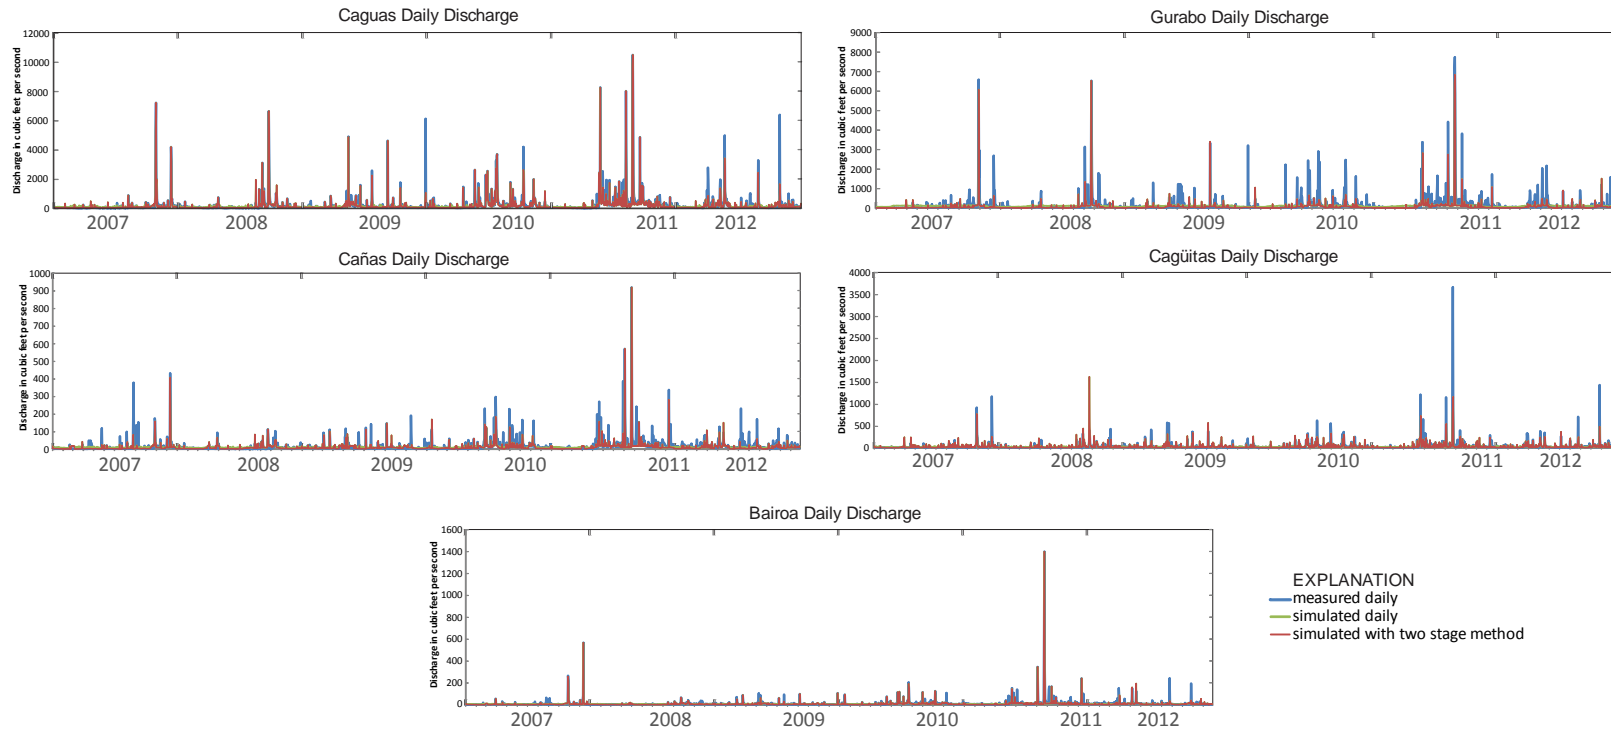 Caguas Daily Discharge
Discharge in cubic feet per second
12000
10000
8000
6000
4000
2000
0
2007 2008 2009 2010 2011 2012
Gurabo Daily Discharge
Discharge in cubic feet per second
9000
8000
7000
6000
5000
4000
3000
2000
1000
0
2007 2008 2009 2010 2011 2012
Cañas Daily Discharge
Discharge in cubic feet per second
1000
900
800
700
600
500
400
300
200
100
0
2007 2008 2009 2010 2011 2012
Cagüitas Daily Discharge
Discharge in cubic feet per second
4000
3500
3000
2500
2000
1500
1000
500
0
2007 2008 2009 2010 2011 2012
Bairoa Daily Discharge
Discharge in cubic feet per second
1600
1400
1200
1000
800
600
400
200
0
2007 2008 2009 2010 2011 2012
EXPLANATION
measured daily
simulated daily
simulated with two stage method